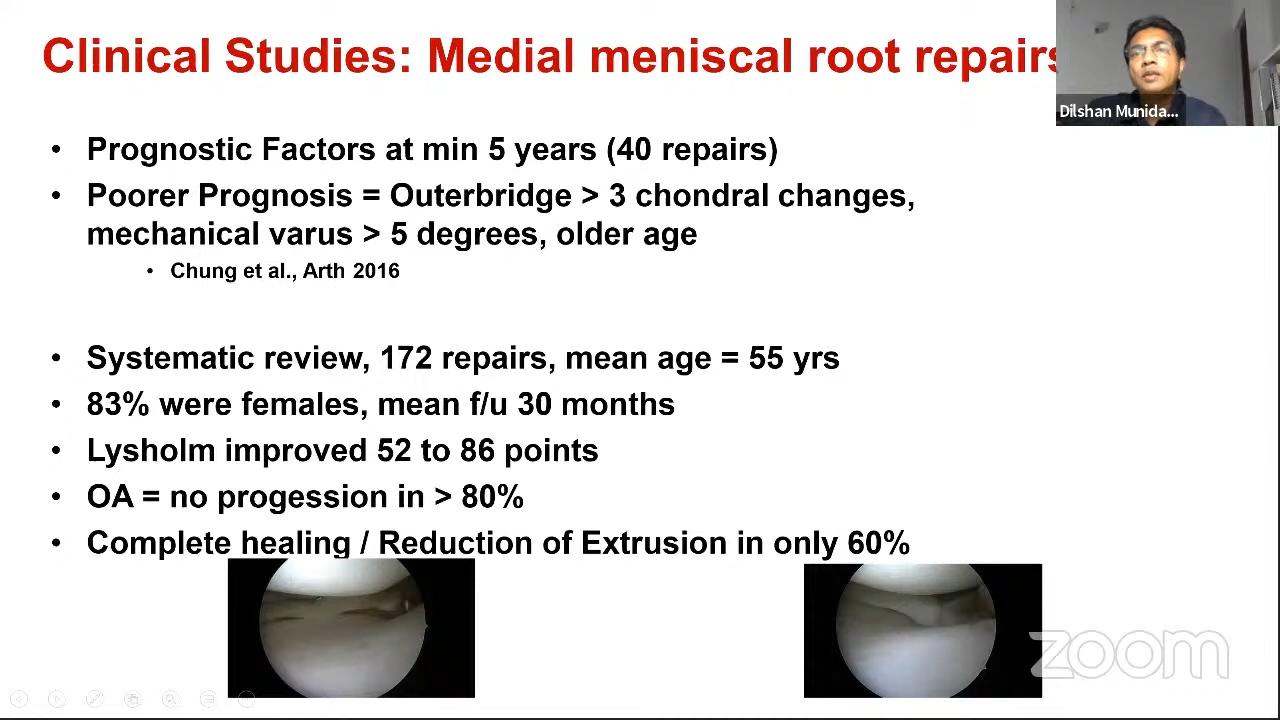 Clinical Studies: Medial meniscal root repairs
Dilshan Munida...
• Prognostic Factors at min 5 years (40 repairs)
• Poorer Prognosis = Outerbridge > 3 chondral changes,
mechanical varus > 5 degrees, older age
• Chung et al., Arth 2016
• Systematic review, 172 repairs, mean age = 55 yrs
• 83% were females, mean f/u 30 months
• Lysholm improved 52 to 86 points
• OA = no progession in > 80%
• Complete healing / Reduction of Extrusion in only 60%
zoom